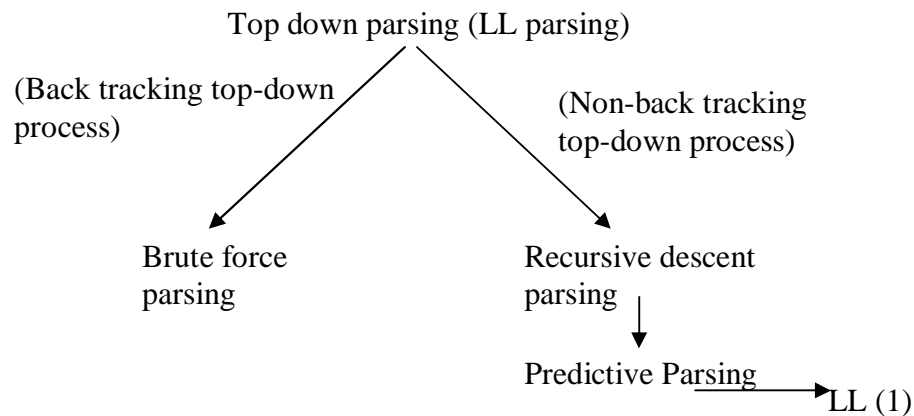 Top down parsing (LL parsing)
(Back tracking top-down
process)
(Non-back tracking
top-down process)
Brute force
parsing
Recursive descent
parsing
Predictive Parsing
LL (1)